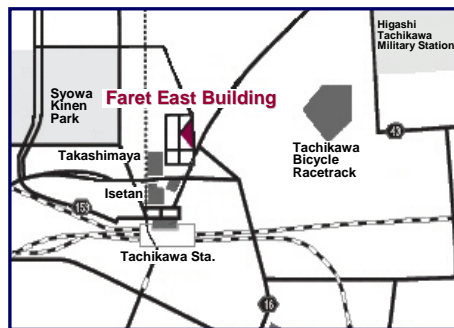 Higashi
Tachikawa
Military Station
Syowa
Kinen
Park
Faret East Building
43
Takashimaya
Tachikawa
Bicycle
Racetrack
Isetan
153
Tachikawa Sta.
16